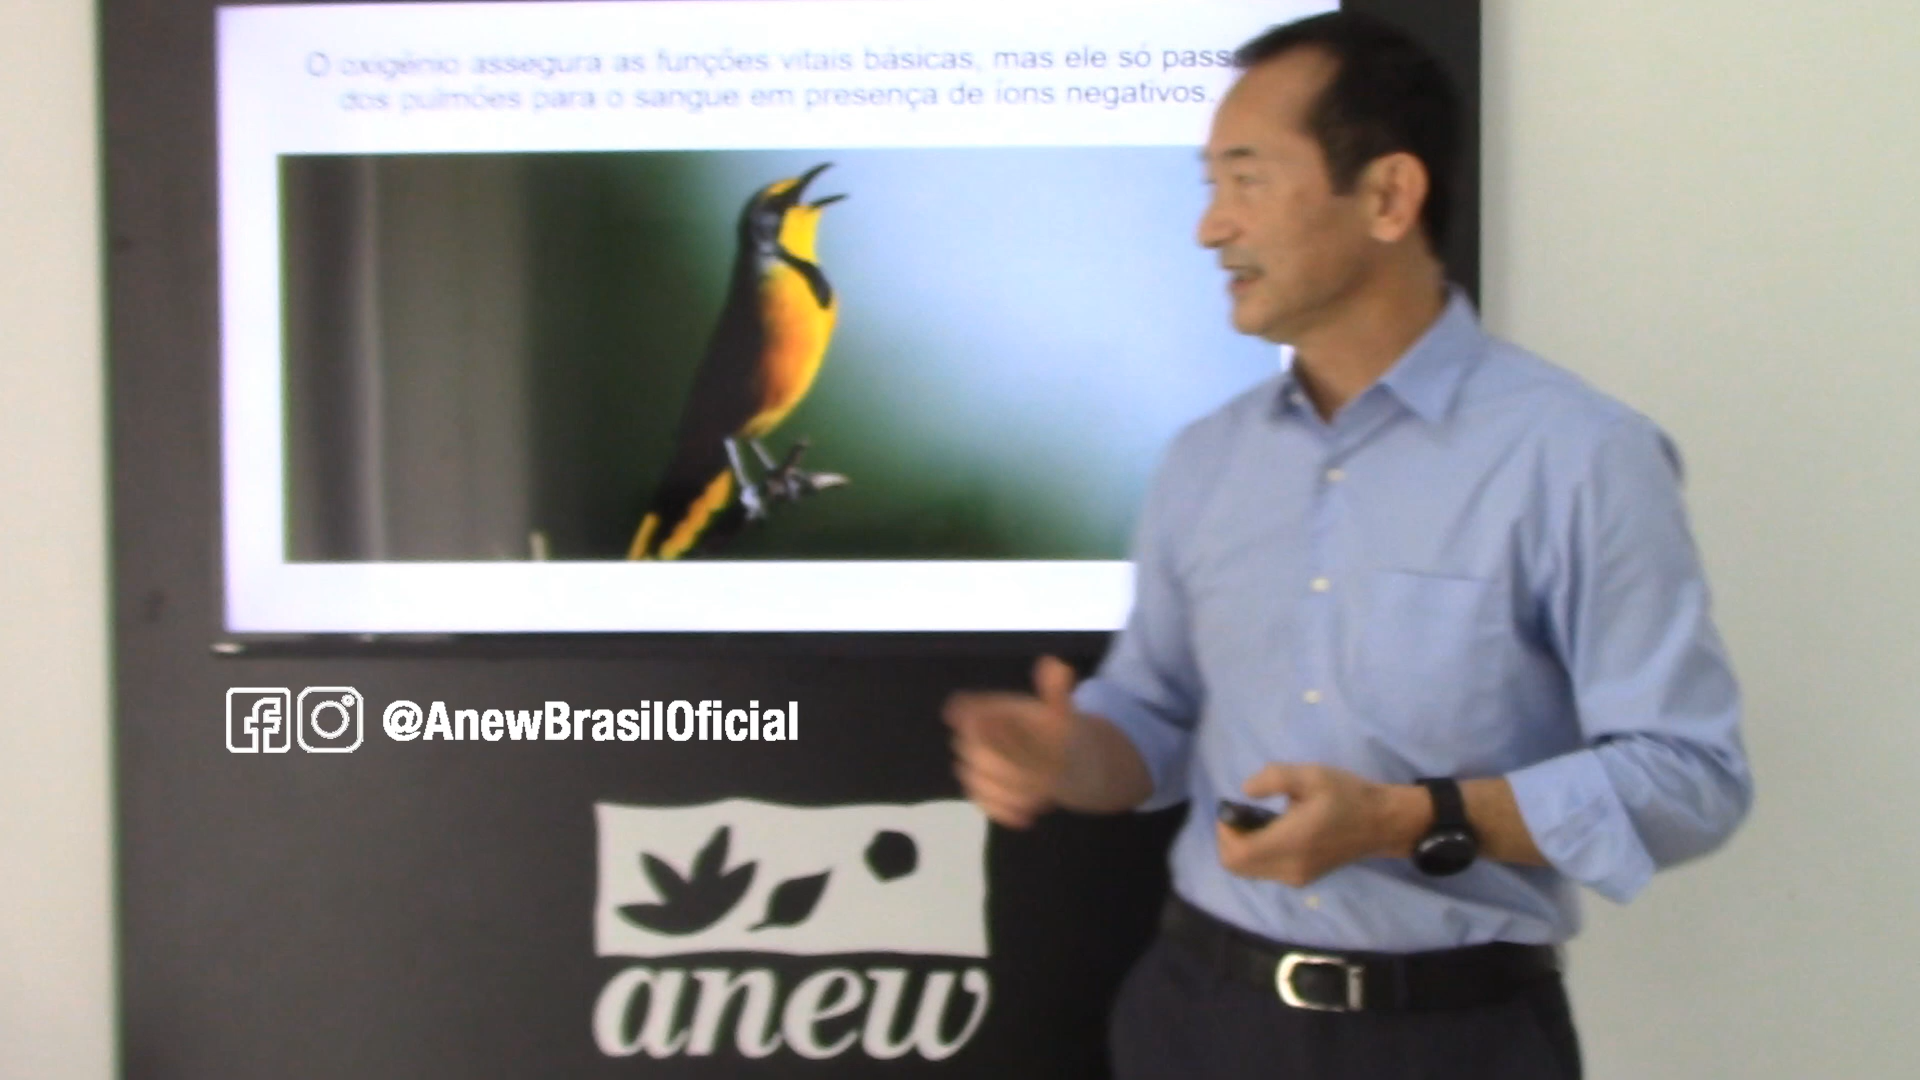 O oxigênio assegura as funções vitais básicas, mas ele só passa
dos pulmões para o sangue em presença de íons negativos.
@AnewBrasilOficial
anew